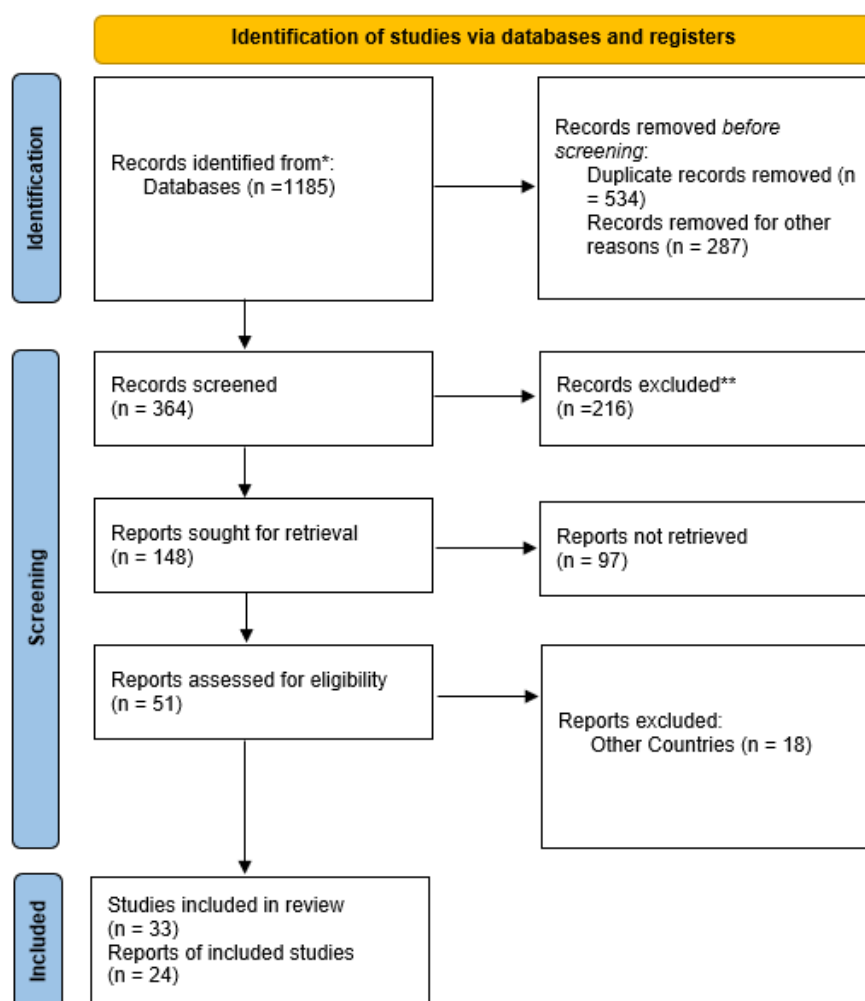 Identification of studies via databases and registers
Identification
Records identified from*:
Databases (n =1185)
Records removed before
screening:
Duplicate records removed (n
= 534)
Records removed for other
reasons (n = 287)
Screening
Records screened
(n = 364)
Records excluded**
(n =216)
Reports sought for retrieval
(n = 148)
Reports not retrieved
(n = 97)
Reports assessed for eligibility
(n = 51)
Reports excluded:
Other Countries (n = 18)
Included
Studies included in review
(n = 33)
Reports of included studies
(n = 24)